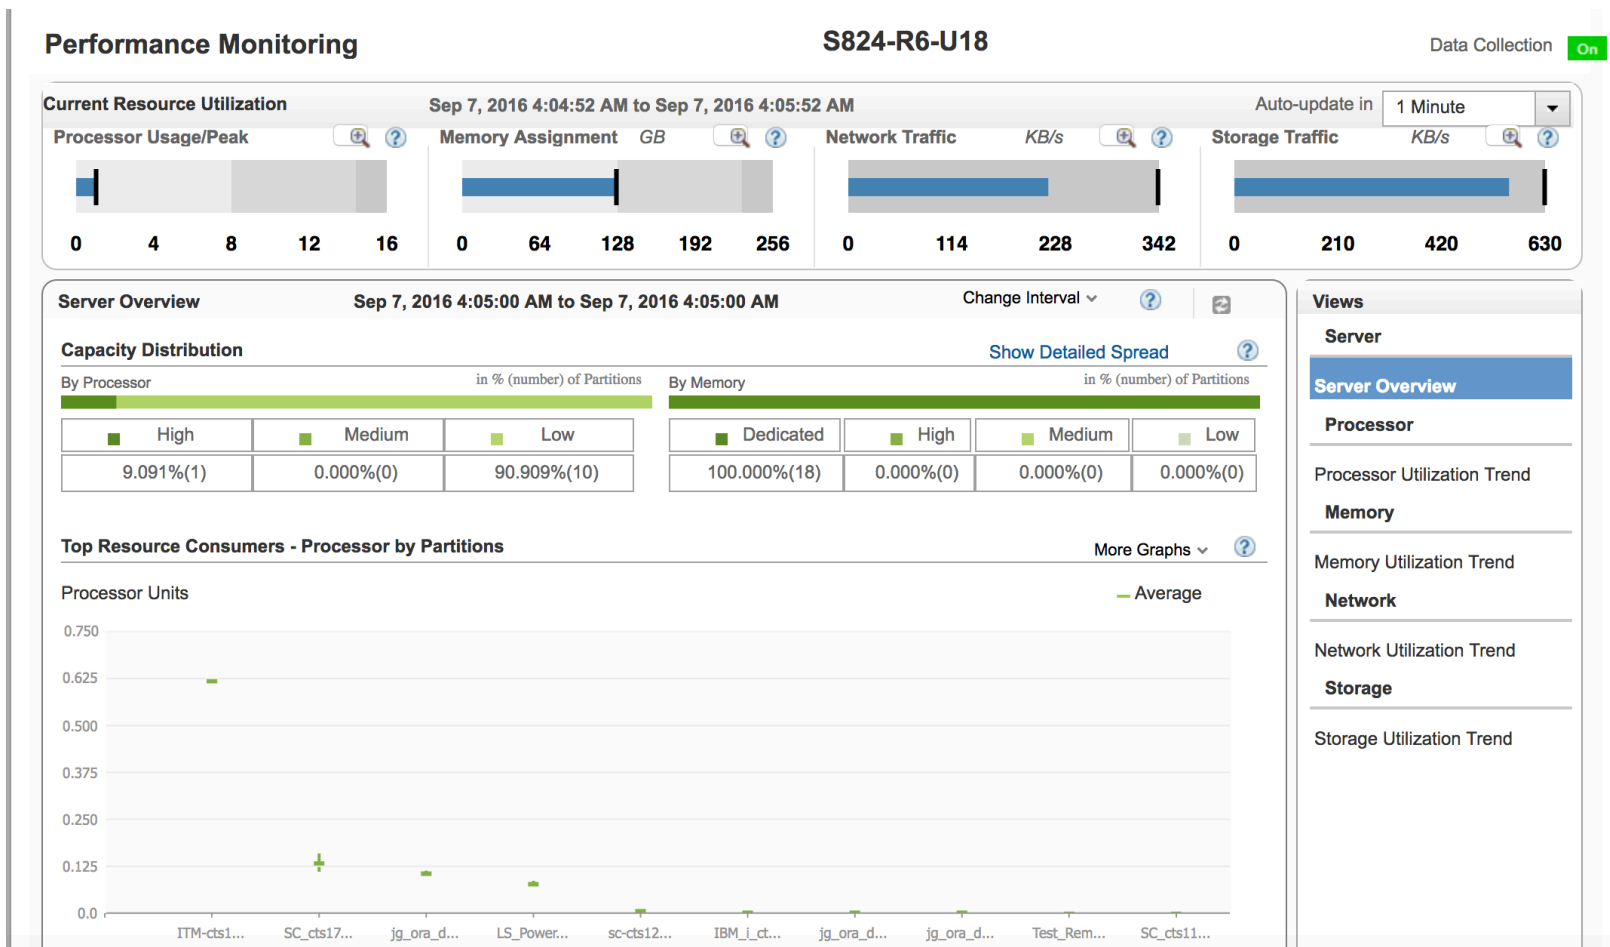 Performance Monitoring
S824-R6-U18
Data Collection On
Current Resource Utilization
Sep 7, 2016 4:04:52 AM to Sep 7, 2016 4:05:52 AM
Auto-update in 1 Minute
Processor Usage/Peak
0 4 8 12 16
Memory Assignment GB
0 64 128 192 256
Network Traffic KB/s
0 114 228 342
Storage Traffic KB/s
0 210 420 630
Server Overview
Sep 7, 2016 4:05:00 AM to Sep 7, 2016 4:05:00 AM
Change Interval
Capacity Distribution
Show Detailed Spread
By Processor
in % (number) of Partitions
High Medium Low
9.091%(1) 0.000%(0) 90.909%(10)
By Memory
in % (number) of Partitions
Dedicated High Medium Low
100.000%(18) 0.000%(0) 0.000%(0) 0.000%(0)
Top Resource Consumers - Processor by Partitions
More Graphs
Processor Units
Average
0.750
0.625
0.500
0.375
0.250
0.125
0.0
ITM-cts1... SC_cts17... jg_ora_d... LS_Power... sc-cts12... IBM_i_ct... jg_ora_d... jg_ora_d... Test_Rem... SC_cts11...
Views
Server
Server Overview
Processor
Processor Utilization Trend
Memory
Memory Utilization Trend
Network
Network Utilization Trend
Storage
Storage Utilization Trend